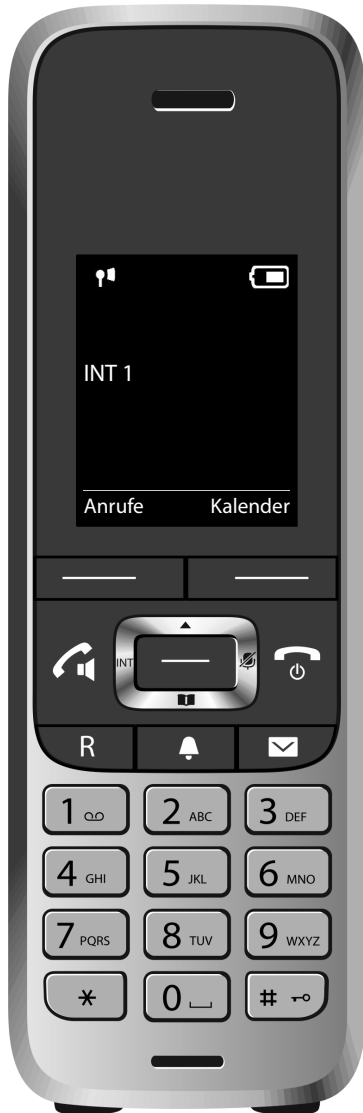 INT 1
Anrufe Kalender
INT
R
1 2 ABC 3 DEF
4 GHI 5 JKL 6 MNO
7 PQRS 8 TUV 9 WXYZ
* 0 #